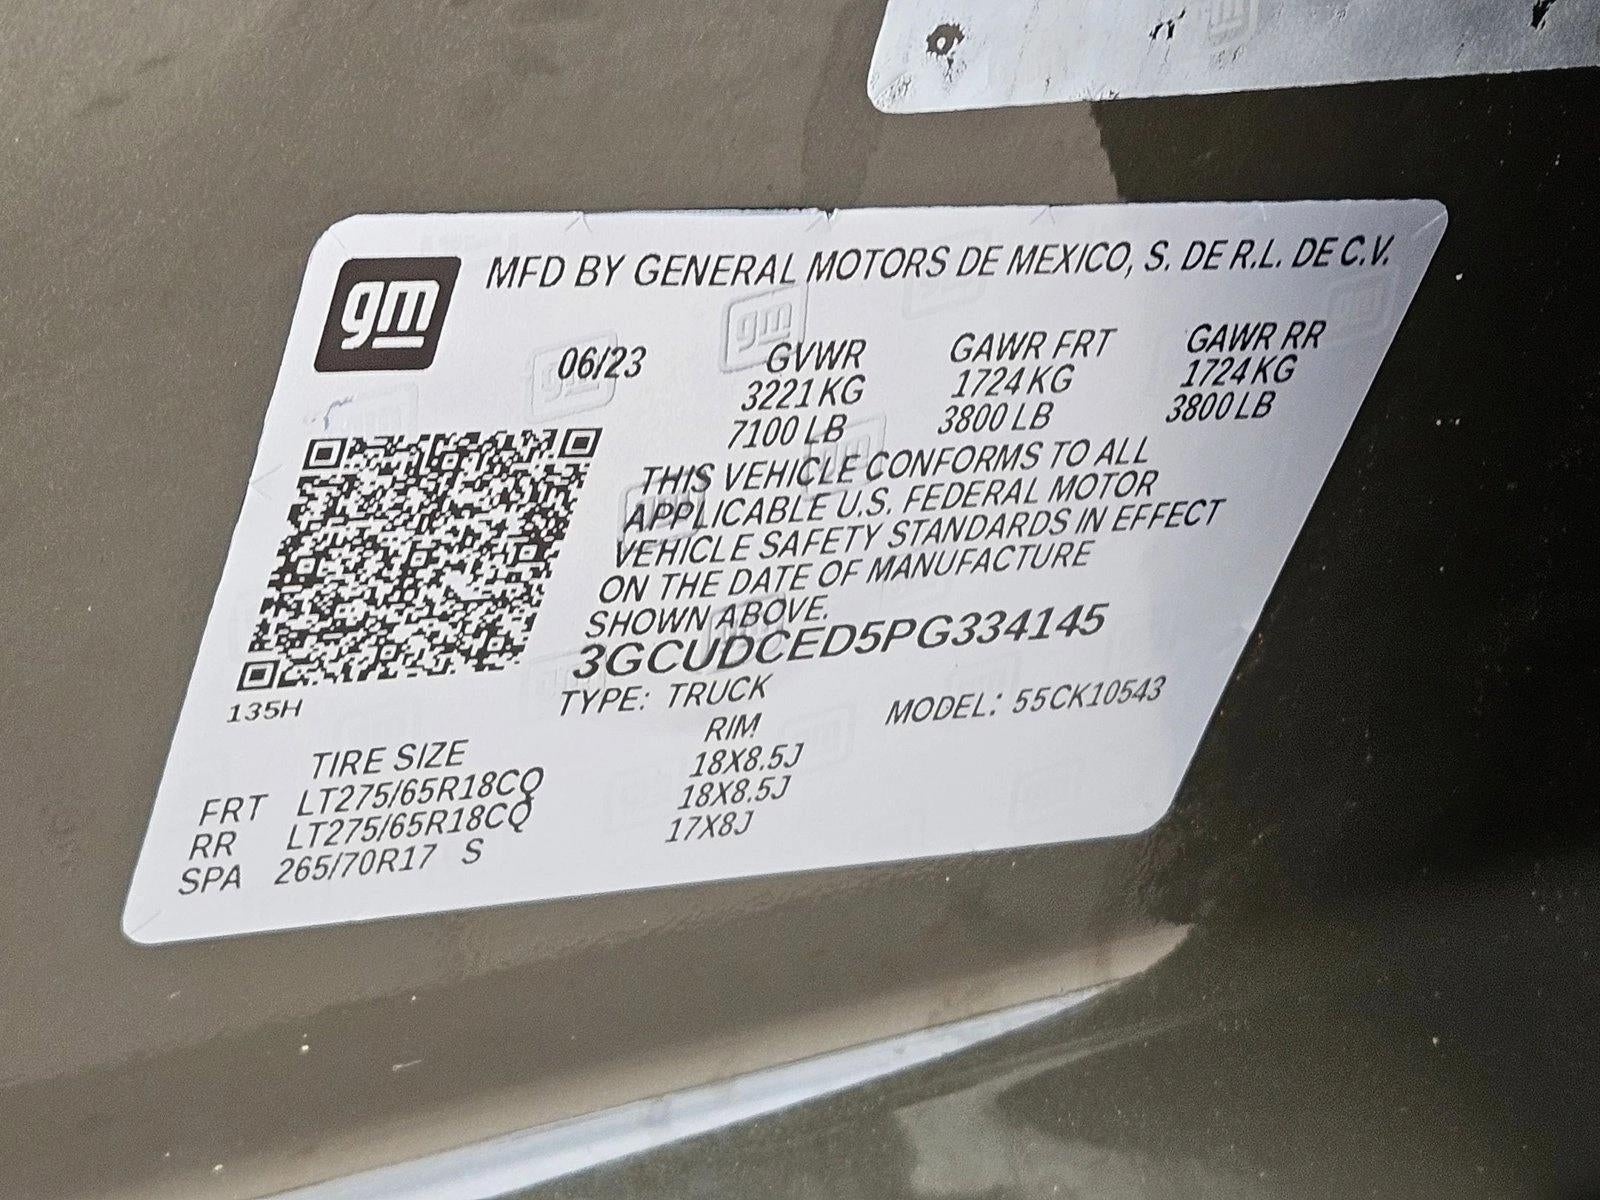 gm MFD BY GENERAL MOTORS DE MEXICO, S. DE R.L. DE C.V.
06/23 GVWR GAWR FRT GAWR RR
3221 KG 1724 KG 1724 KG
7100 LB 3800 LB 3800 LB
THIS VEHICLE CONFORMS TO ALL
APPLICABLE U.S. FEDERAL MOTOR
VEHICLE SAFETY STANDARDS IN EFFECT
ON THE DATE OF MANUFACTURE
SHOWN ABOVE.
3GCUDCED5PG334145
135H
TYPE: TRUCK MODEL: 55CK10543
TIRE SIZE RIM
FRT LT275/65R18CQ 18X8.5J
RR LT275/65R18CQ 18X8.5J
SPA 265/70R17 S 17X8J